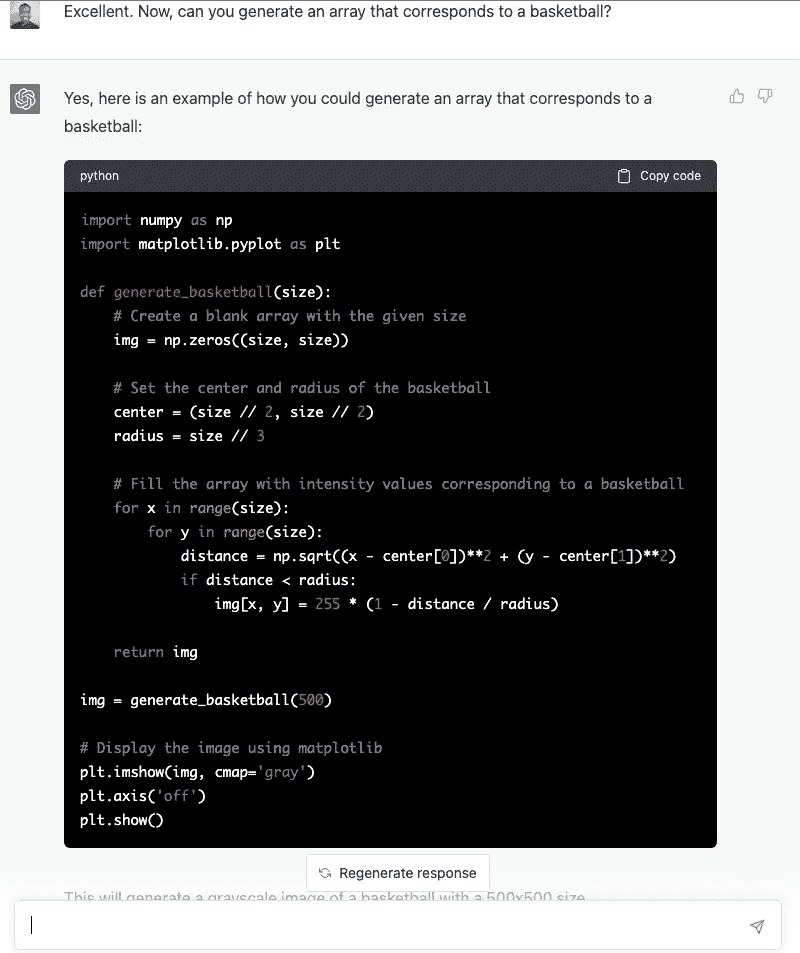 Excellent. Now, can you generate an array that corresponds to a basketball?
Yes, here is an example of how you could generate an array that corresponds to a
basketball:
python
Copy code
import numpy as np
import matplotlib.pyplot as plt
def generate_basketball(size):
# Create a blank array with the given size
img = np.zeros((size, size))
# Set the center and radius of the basketball
center = (size // 2, size // 2)
radius = size // 3
# Fill the array with intensity values corresponding to a basketball
for x in range(size):
for y in range(size):
distance = np.sqrt((x - center[0])**2 + (y - center[1])**2)
if distance < radius:
img[x, y] = 255 * (1 - distance / radius)
return img
img = generate_basketball(500)
# Display the image using matplotlib
plt.imshow(img, cmap='gray')
plt.axis('off')
plt.show()
Regenerate response
This will generate a grayscale image of a basketball with a 500x500 size.